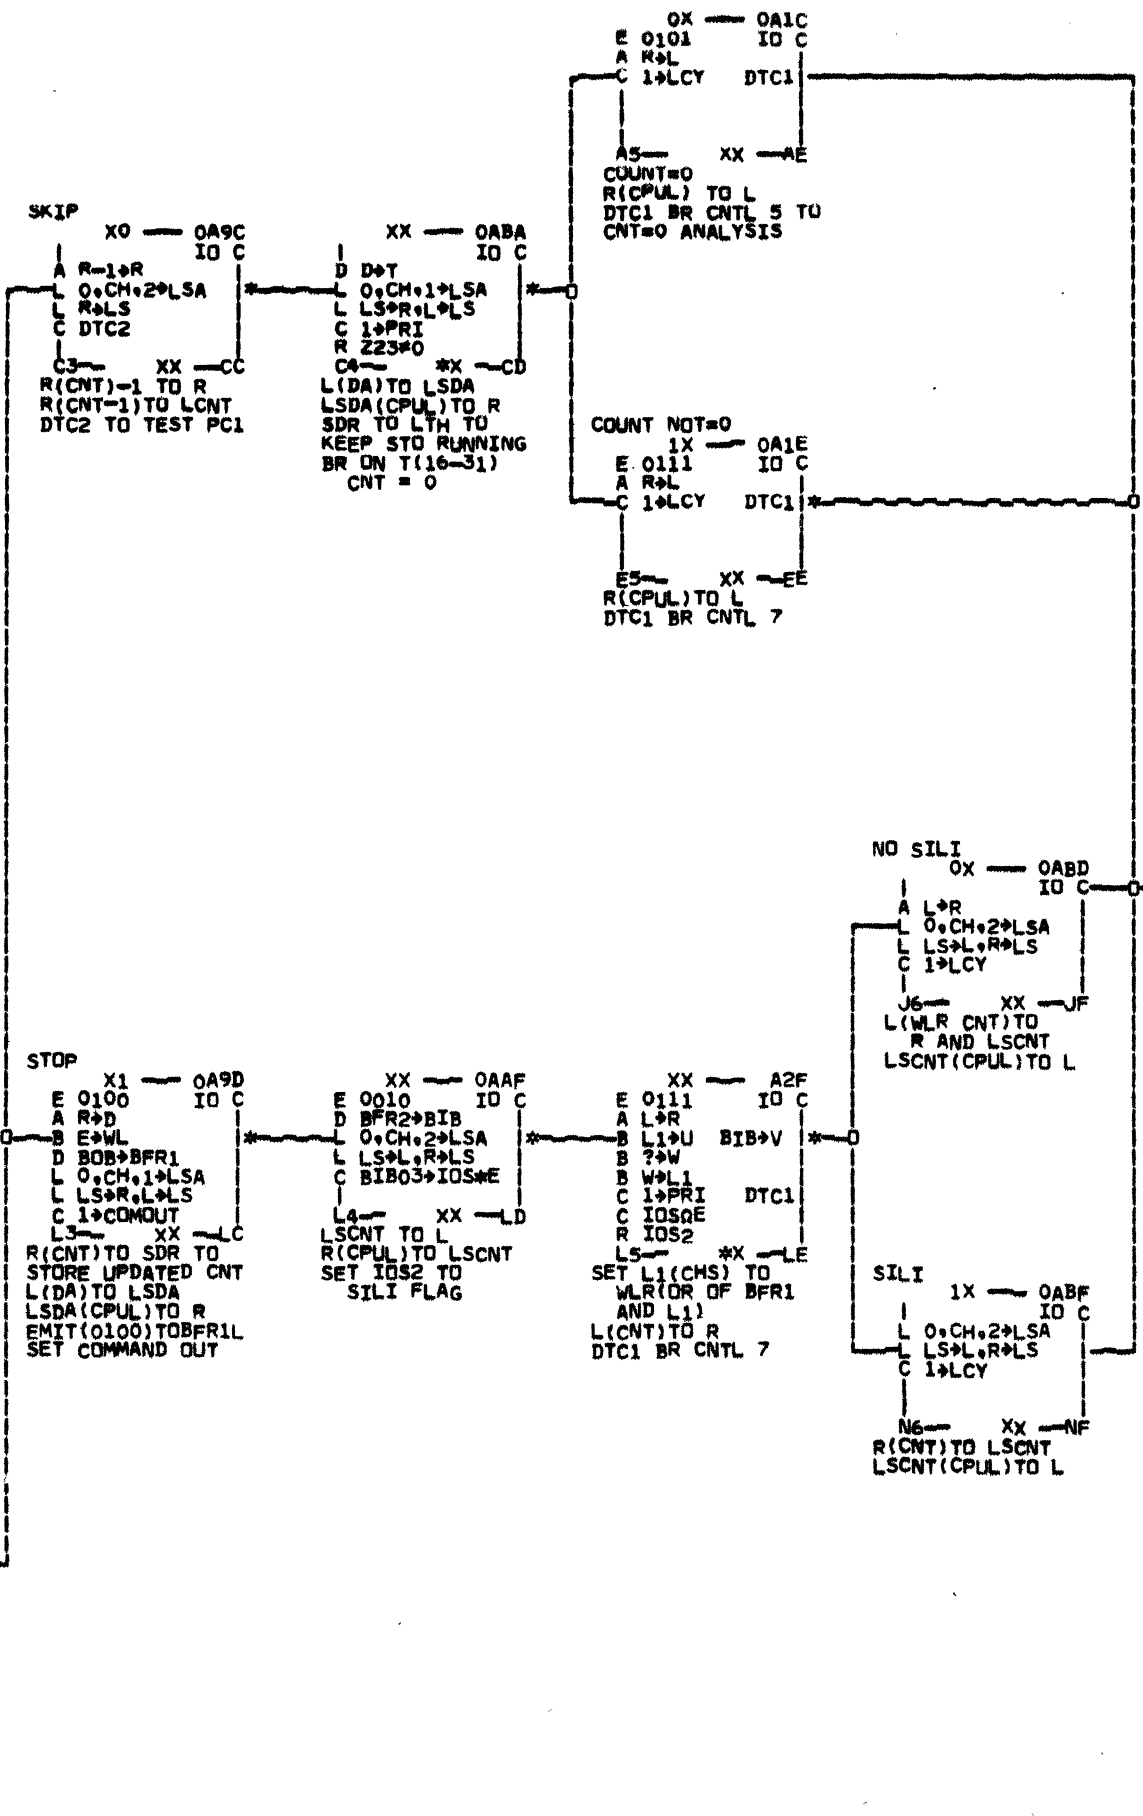 0X — 0A1C
E 0101 IO C
A R→L
C 1→LCY DTC1
A5— XX —AE
COUNT=0
R(CPUL) TO L
DTC1 BR CNTL 5 TO
CNT=0 ANALYSIS
SKIP
X0 — 0A9C
IO C
A R-1→R
L 0,CH,2→LSA
L R→LS
C DTC2
C3— XX —CC
R(CNT)-1 TO R
R(CNT-1)TO LCNT
DTC2 TO TEST PC1
XX — 0ABA
IO C
D D→T
L 0,CH,1→LSA
L LS→R,L→LS
C 1→PRI
R Z23≠0
C4— *X —CD
L(DA)TO LSDA
LSDA(CPUL)TO R
SDR TO LTH TO
KEEP STO RUNNING
BR ON T(16-31)
CNT = 0
COUNT NOT=0
1X — 0A1E
E 0111 IO C
A R→L
C 1→LCY DTC1
E5— XX —EE
R(CPUL)TO L
DTC1 BR CNTL 7
NO SILI
0X — 0ABD
IO C
A L→R
L 0,CH,2→LSA
L LS→L,R→LS
C 1→LCY
J6— XX —JF
L(WLR CNT)TO
R AND LSCNT
LSCNT(CPUL)TO L
STOP
X1 — 0A9D
E 0100 IO C
A R→D
B E→WL
D BOB→BFR1
L 0,CH,1→LSA
L LS→R,L→LS
C 1→COMOUT
L3— XX —LC
R(CNT)TO SDR TO
STORE UPDATED CNT
L(DA)TO LSDA
LSDA(CPUL)TO R
EMIT(0100)TOBFR1L
SET COMMAND OUT
XX — 0AAF
E 0010 IO C
D BFR2→BIB
L 0,CH,2→LSA
L LS→L,R→LS
C BIB03→IOS*E
L4— XX —LD
LSCNT TO L
R(CPUL)TO LSCNT
SET IOS2 TO
SILI FLAG
XX — A2F
E 0111 IO C
A L→R
B L1→U BIB→V
B ?→W
B W→L1
C 1→PRI DTC1
C IOSΩE
R IOS2
L5— *X —LE
SET L1(CHS) TO
WLR(OR OF BFR1
AND L1)
L(CNT)TO R
DTC1 BR CNTL 7
SILI
1X — 0ABF
IO C
L 0,CH,2→LSA
L LS→L,R→LS
C 1→LCY
N6— XX —NF
R(CNT)TO LSCNT
LSCNT(CPUL)TO L